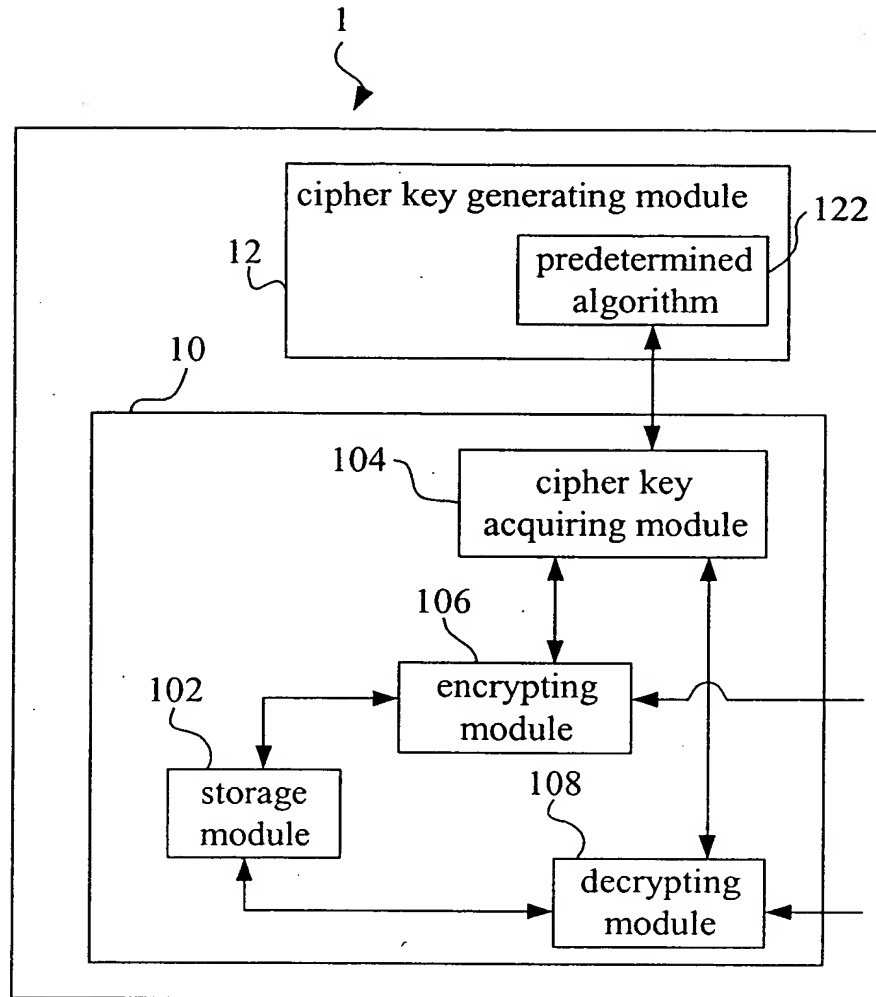 1
cipher key generating module
122
12
predetermined
algorithm
10
104
cipher key
acquiring module
106
encrypting
module
102
storage
module
108
decrypting
module